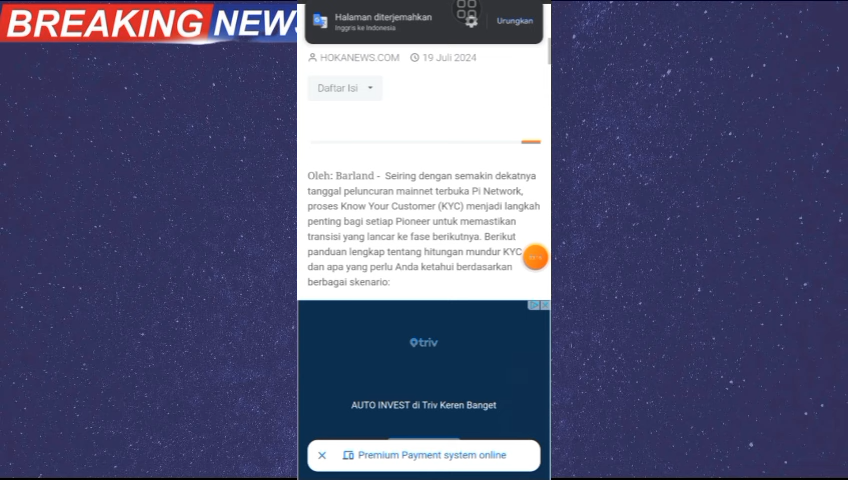 BREAKING NEWS
Halaman diterjemahkan
Inggris ke Indonesia
Urungkan
HOKANEWS.COM 19 Juli 2024
Daftar Isi
Oleh: Barland - Seiring dengan semakin dekatnya
tanggal peluncuran mainnet terbuka Pi Network,
proses Know Your Customer (KYC) menjadi langkah
penting bagi setiap Pioneer untuk memastikan
transisi yang lancar ke fase berikutnya. Berikut
panduan lengkap tentang hitungan mundur KYC
dan apa yang perlu Anda ketahui berdasarkan
berbagai skenario:
triv
AUTO INVEST di Triv Keren Banget
Premium Payment system online